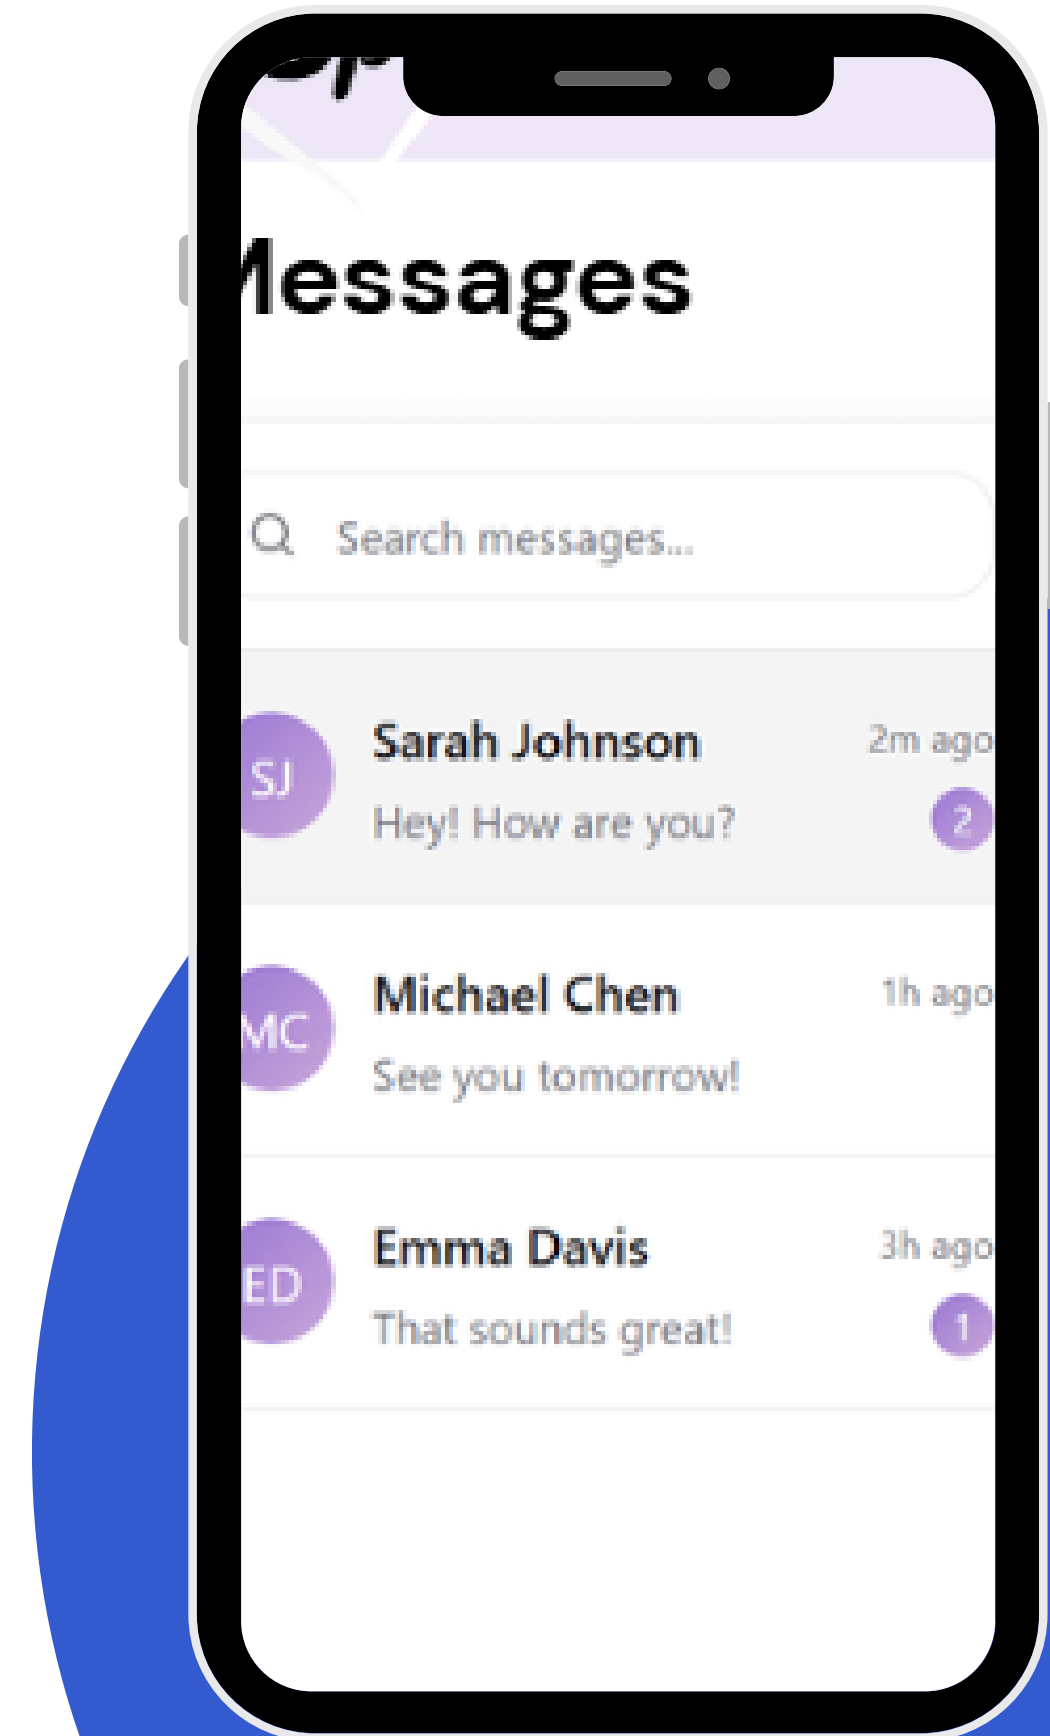 Messages
Search messages...
SJ
Sarah Johnson
2m ago
Hey! How are you?
2
MC
Michael Chen
1h ago
See you tomorrow!
ED
Emma Davis
3h ago
That sounds great!
1